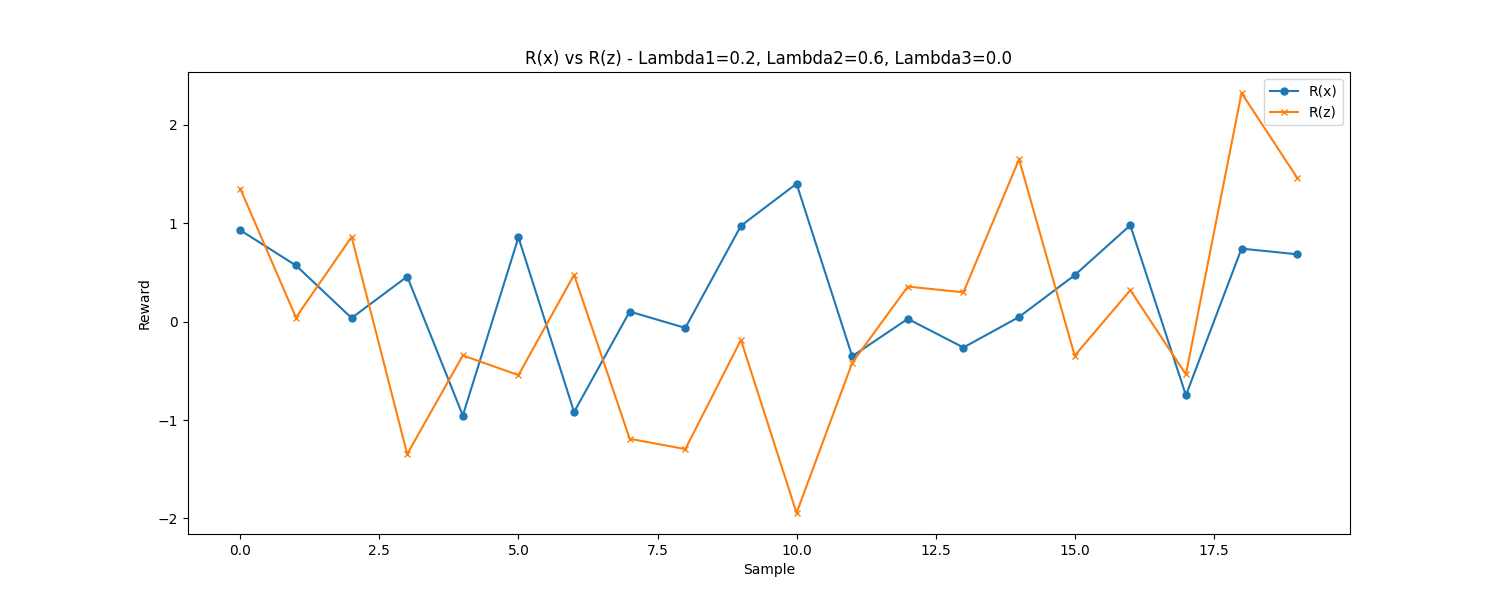 R(x) vs R(z) - Lambda1=0.2, Lambda2=0.6, Lambda3=0.0
R(x)
R(z)
2
1
0
−1
−2
Reward
0.0 2.5 5.0 7.5 10.0 12.5 15.0 17.5
Sample